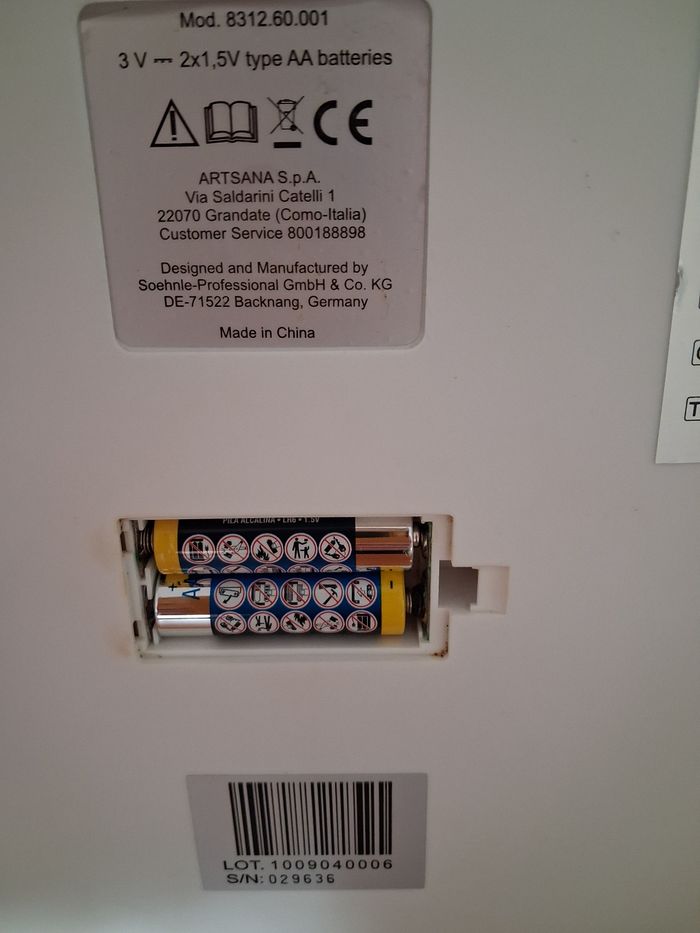 Mod. 8312.60.001
3 V ⎓ 2x1,5V type AA batteries
CE
ARTSANA S.p.A.
Via Saldarini Catelli 1
22070 Grandate (Como-Italia)
Customer Service 800188898
Designed and Manufactured by
Soehnle-Professional GmbH & Co. KG
DE-71522 Backnang, Germany
Made in China
T
PILA ALCALINA • LR6 • 1.5V
+ AA -
LOT. 1009040006
S/N: 029636